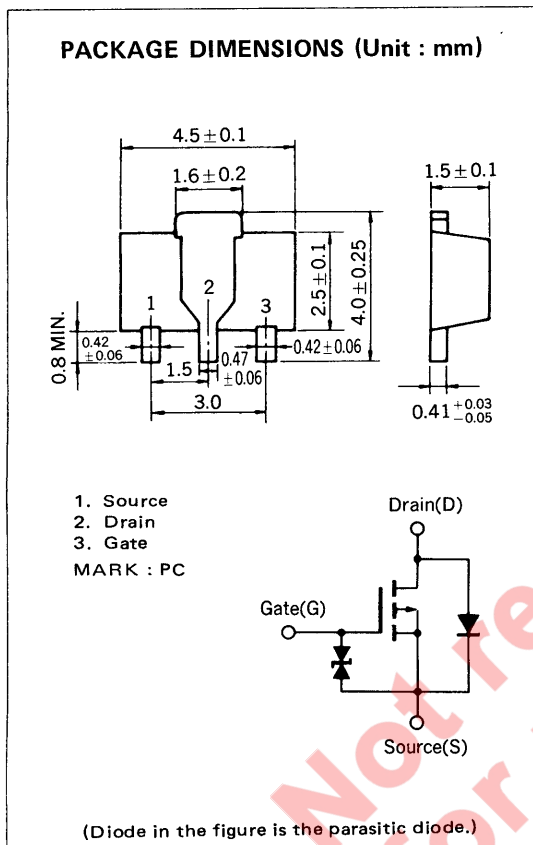 PACKAGE DIMENSIONS (Unit : mm)
4.5±0.1
1.6±0.2
1.5±0.1
2.5±0.1
4.0±0.25
1
2
3
0.8 MIN.
0.42
±0.06
0.47
±0.06
0.42±0.06
1.5
3.0
0.41 +0.03
−0.05
1. Source
2. Drain
3. Gate
MARK : PC
Drain(D)
Gate(G)
Source(S)
(Diode in the figure is the parasitic diode.)
Not re
for